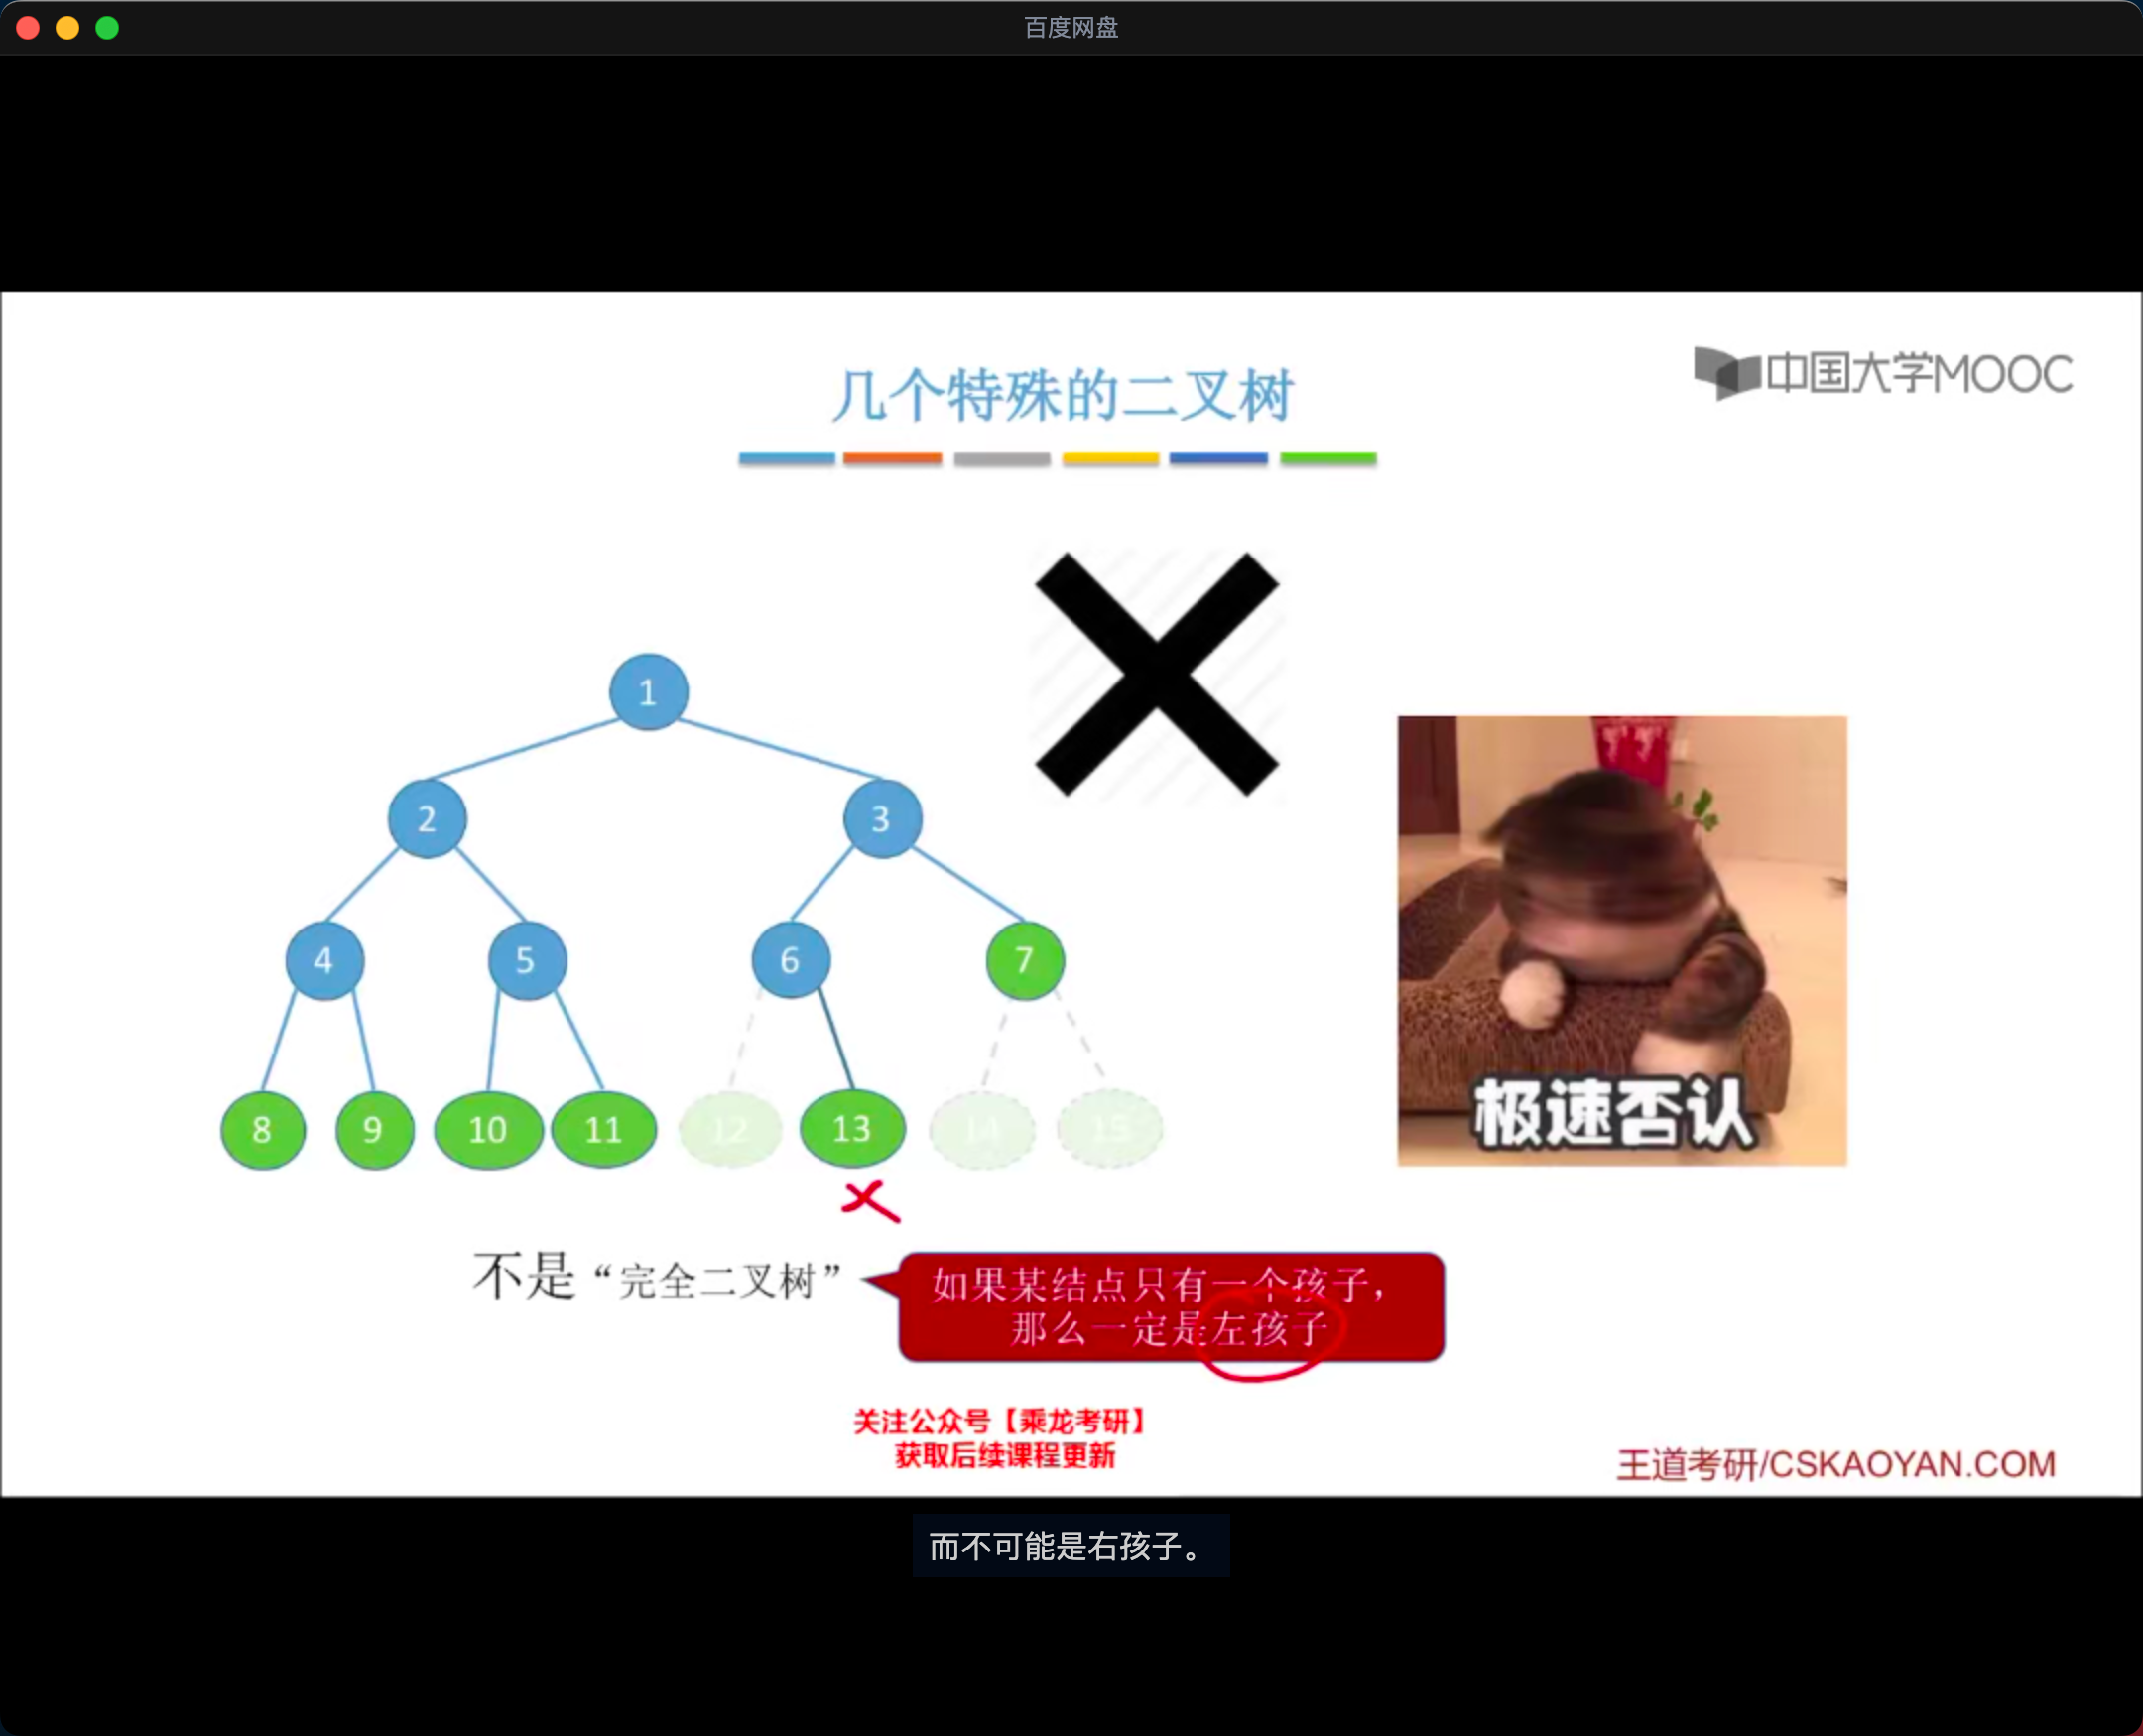 百度网盘
几个特殊的二叉树
中国大学MOOC
1
2
3
4
5
6
7
8
9
10
11
12
13
14
15
极速否认
不是“完全二叉树”
如果某结点只有一个孩子，
那么一定是左孩子
关注公众号【乘龙考研】
获取后续课程更新
王道考研/CSKAOYAN.COM
而不可能是右孩子。